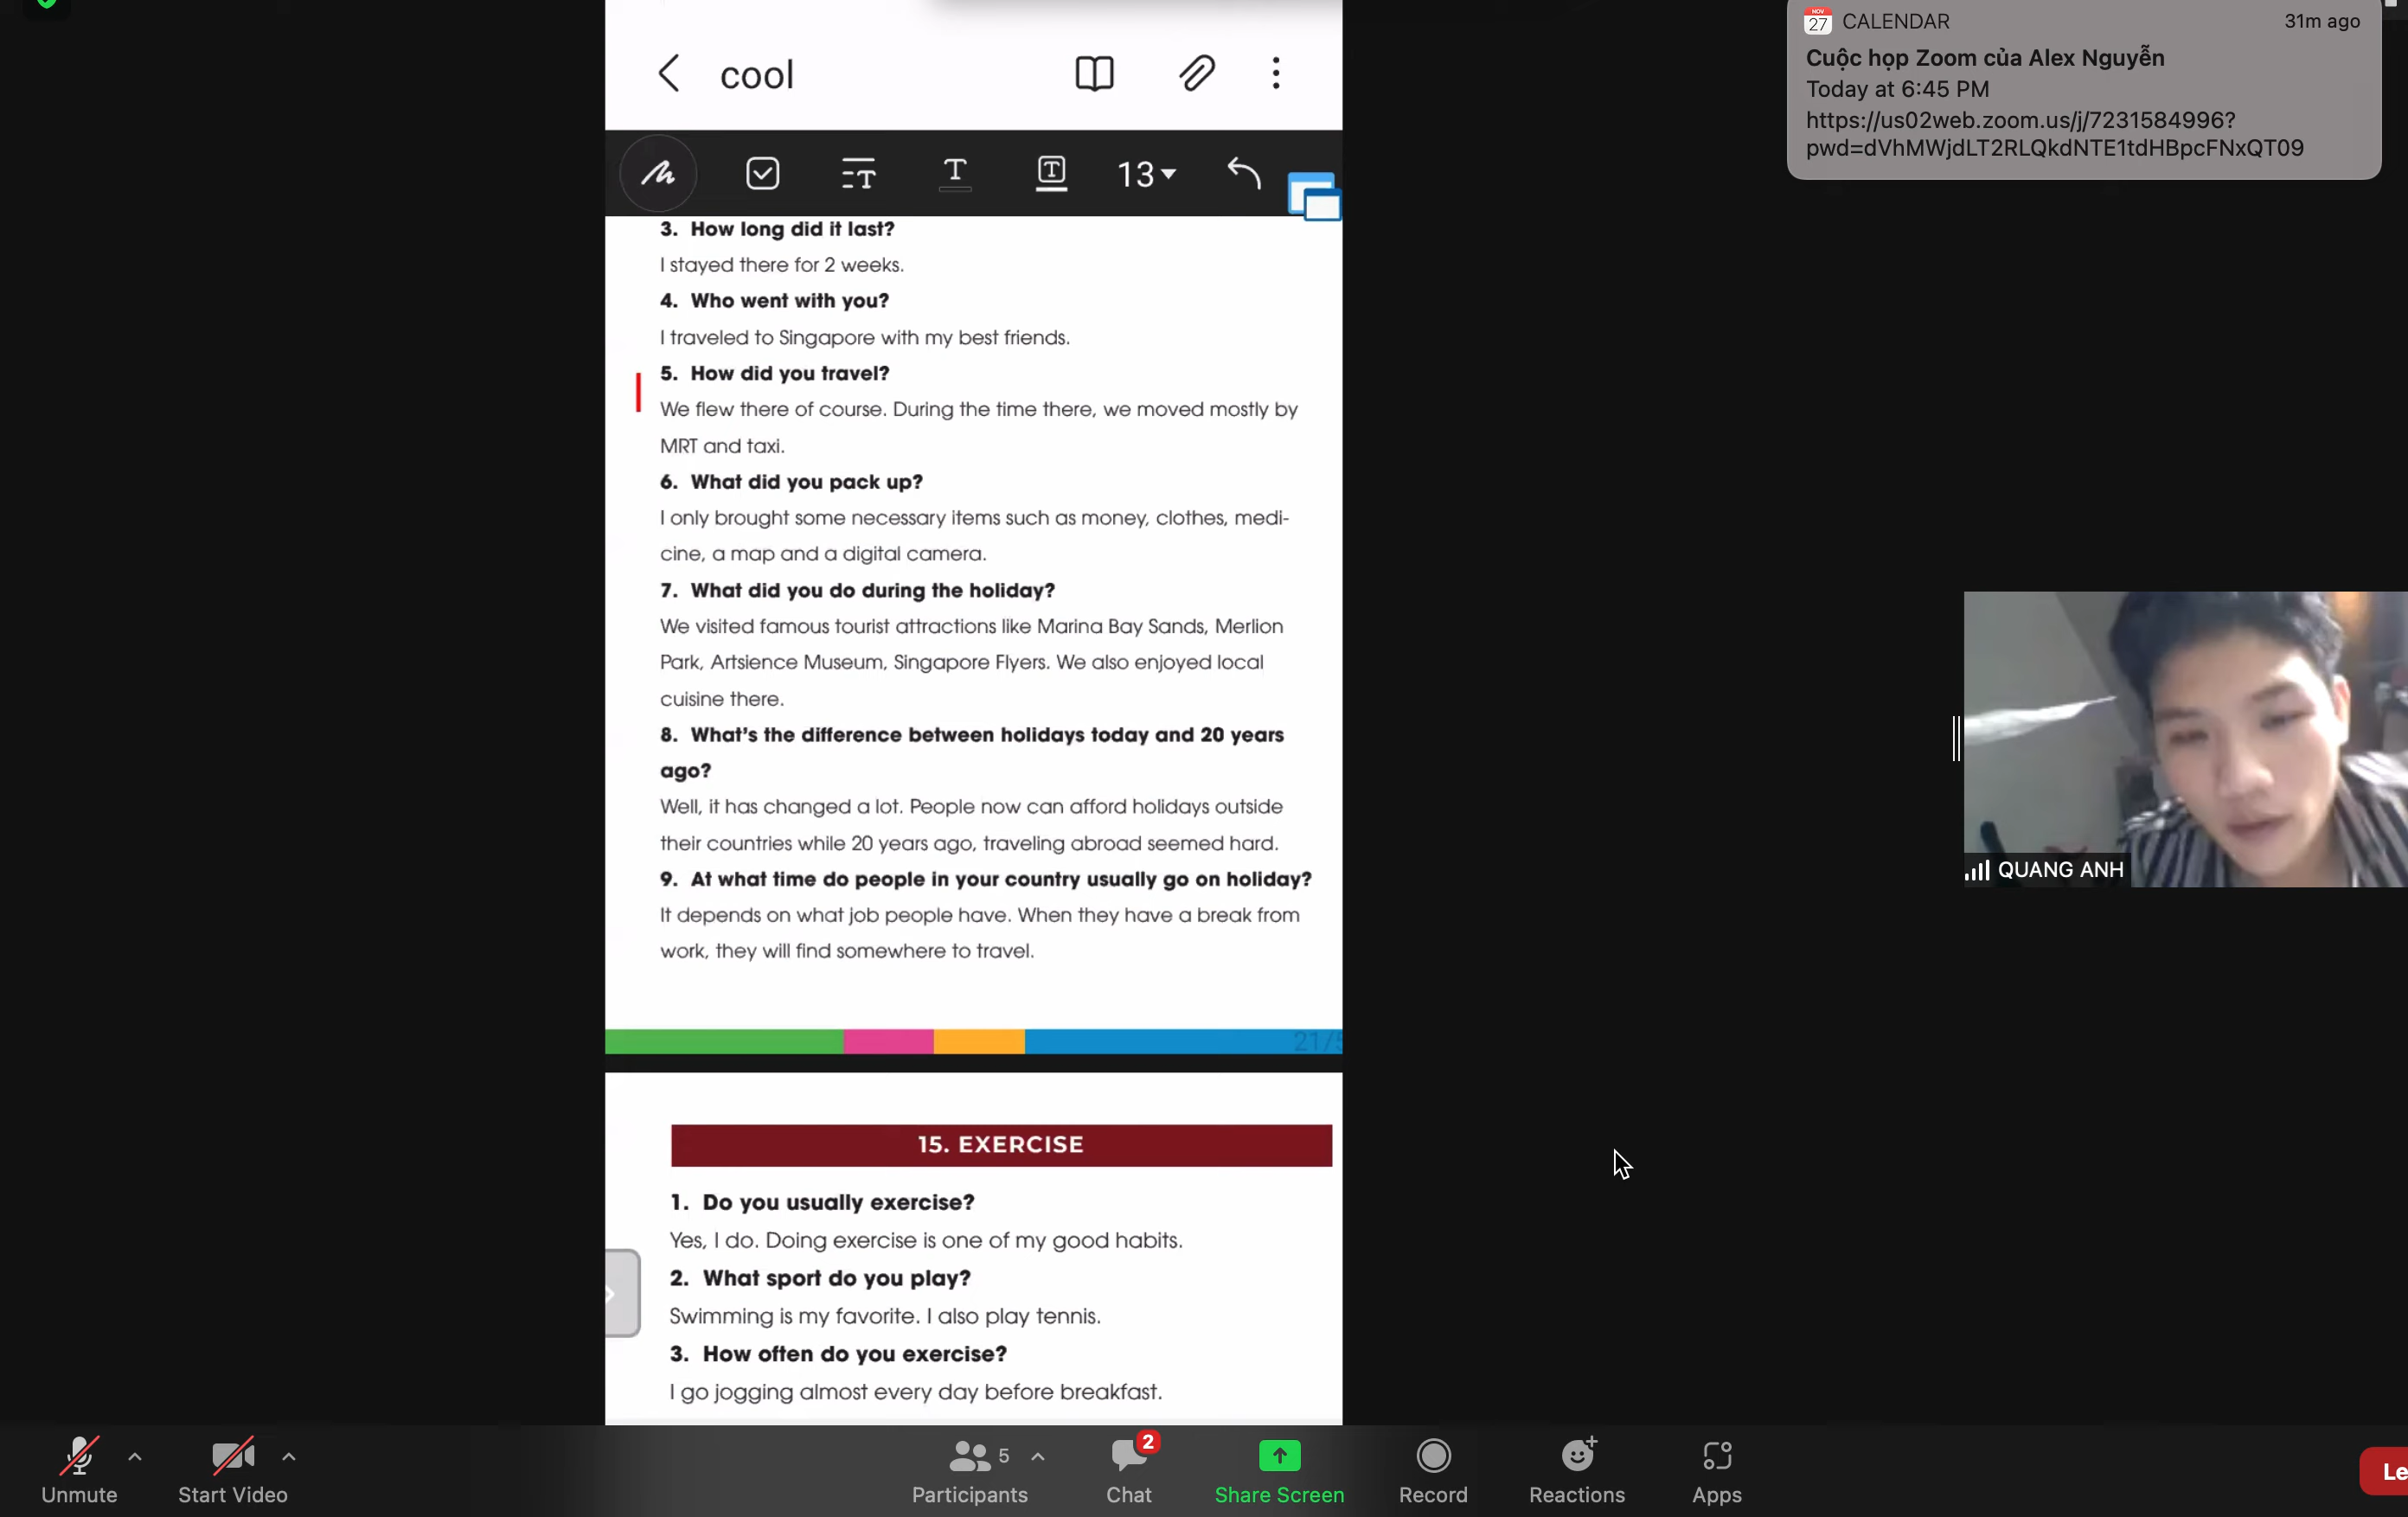 cool
13
3. How long did it last?
I stayed there for 2 weeks.
4. Who went with you?
I traveled to Singapore with my best friends.
5. How did you travel?
We flew there of course. During the time there, we moved mostly by
MRT and taxi.
6. What did you pack up?
I only brought some necessary items such as money, clothes, medi-
cine, a map and a digital camera.
7. What did you do during the holiday?
We visited famous tourist attractions like Marina Bay Sands, Merlion
Park, Artsience Museum, Singapore Flyers. We also enjoyed local
cuisine there.
8. What's the difference between holidays today and 20 years
ago?
Well, it has changed a lot. People now can afford holidays outside
their countries while 20 years ago, traveling abroad seemed hard.
9. At what time do people in your country usually go on holiday?
It depends on what job people have. When they have a break from
work, they will find somewhere to travel.
21/5
15. EXERCISE
1. Do you usually exercise?
Yes, I do. Doing exercise is one of my good habits.
2. What sport do you play?
Swimming is my favorite. I also play tennis.
3. How often do you exercise?
I go jogging almost every day before breakfast.
NOV
27
CALENDAR
31m ago
Cuộc họp Zoom của Alex Nguyễn
Today at 6:45 PM
https://us02web.zoom.us/j/7231584996?
pwd=dVhMWjdLT2RLQkdNTE1tdHBpcFNxQT09
QUANG ANH
Unmute
Start Video
5
Participants
2
Chat
Share Screen
Record
Reactions
Apps
Le